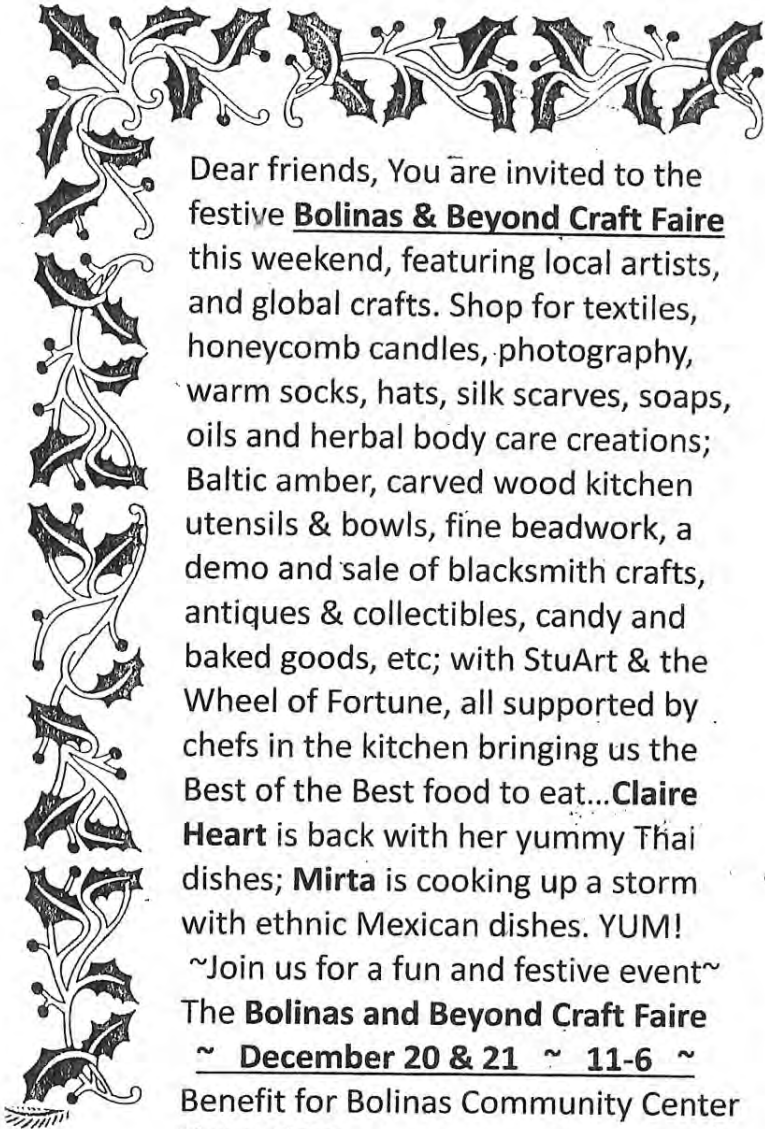 Dear friends, You are invited to the
festive Bolinas & Beyond Craft Faire
this weekend, featuring local artists,
and global crafts. Shop for textiles,
honeycomb candles, photography,
warm socks, hats, silk scarves, soaps,
oils and herbal body care creations;
Baltic amber, carved wood kitchen
utensils & bowls, fine beadwork, a
demo and sale of blacksmith crafts,
antiques & collectibles, candy and
baked goods, etc; with StuArt & the
Wheel of Fortune, all supported by
chefs in the kitchen bringing us the
Best of the Best food to eat...Claire
Heart is back with her yummy Thai
dishes; Mirta is cooking up a storm
with ethnic Mexican dishes. YUM!
~Join us for a fun and festive event~
The Bolinas and Beyond Craft Faire
~ December 20 & 21 ~ 11-6 ~
Benefit for Bolinas Community Center